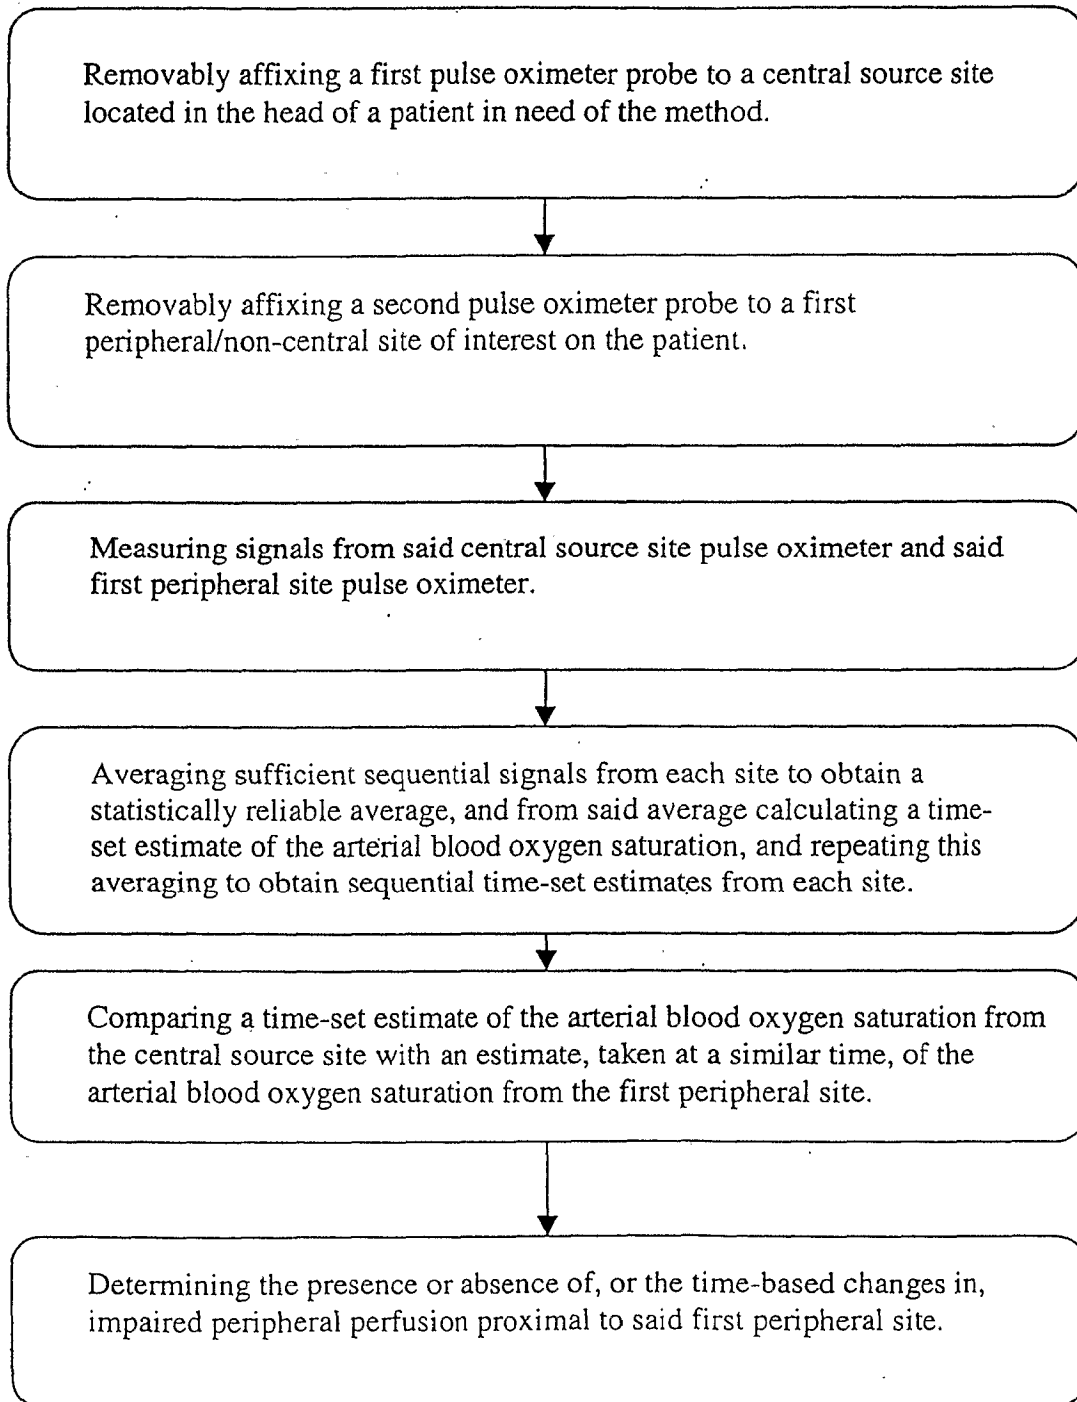 Removably affixing a first pulse oximeter probe to a central source site
located in the head of a patient in need of the method.
Removably affixing a second pulse oximeter probe to a first
peripheral/non-central site of interest on the patient.
Measuring signals from said central source site pulse oximeter and said
first peripheral site pulse oximeter.
Averaging sufficient sequential signals from each site to obtain a
statistically reliable average, and from said average calculating a time-
set estimate of the arterial blood oxygen saturation, and repeating this
averaging to obtain sequential time-set estimates from each site.
Comparing a time-set estimate of the arterial blood oxygen saturation from
the central source site with an estimate, taken at a similar time, of the
arterial blood oxygen saturation from the first peripheral site.
Determining the presence or absence of, or the time-based changes in,
impaired peripheral perfusion proximal to said first peripheral site.